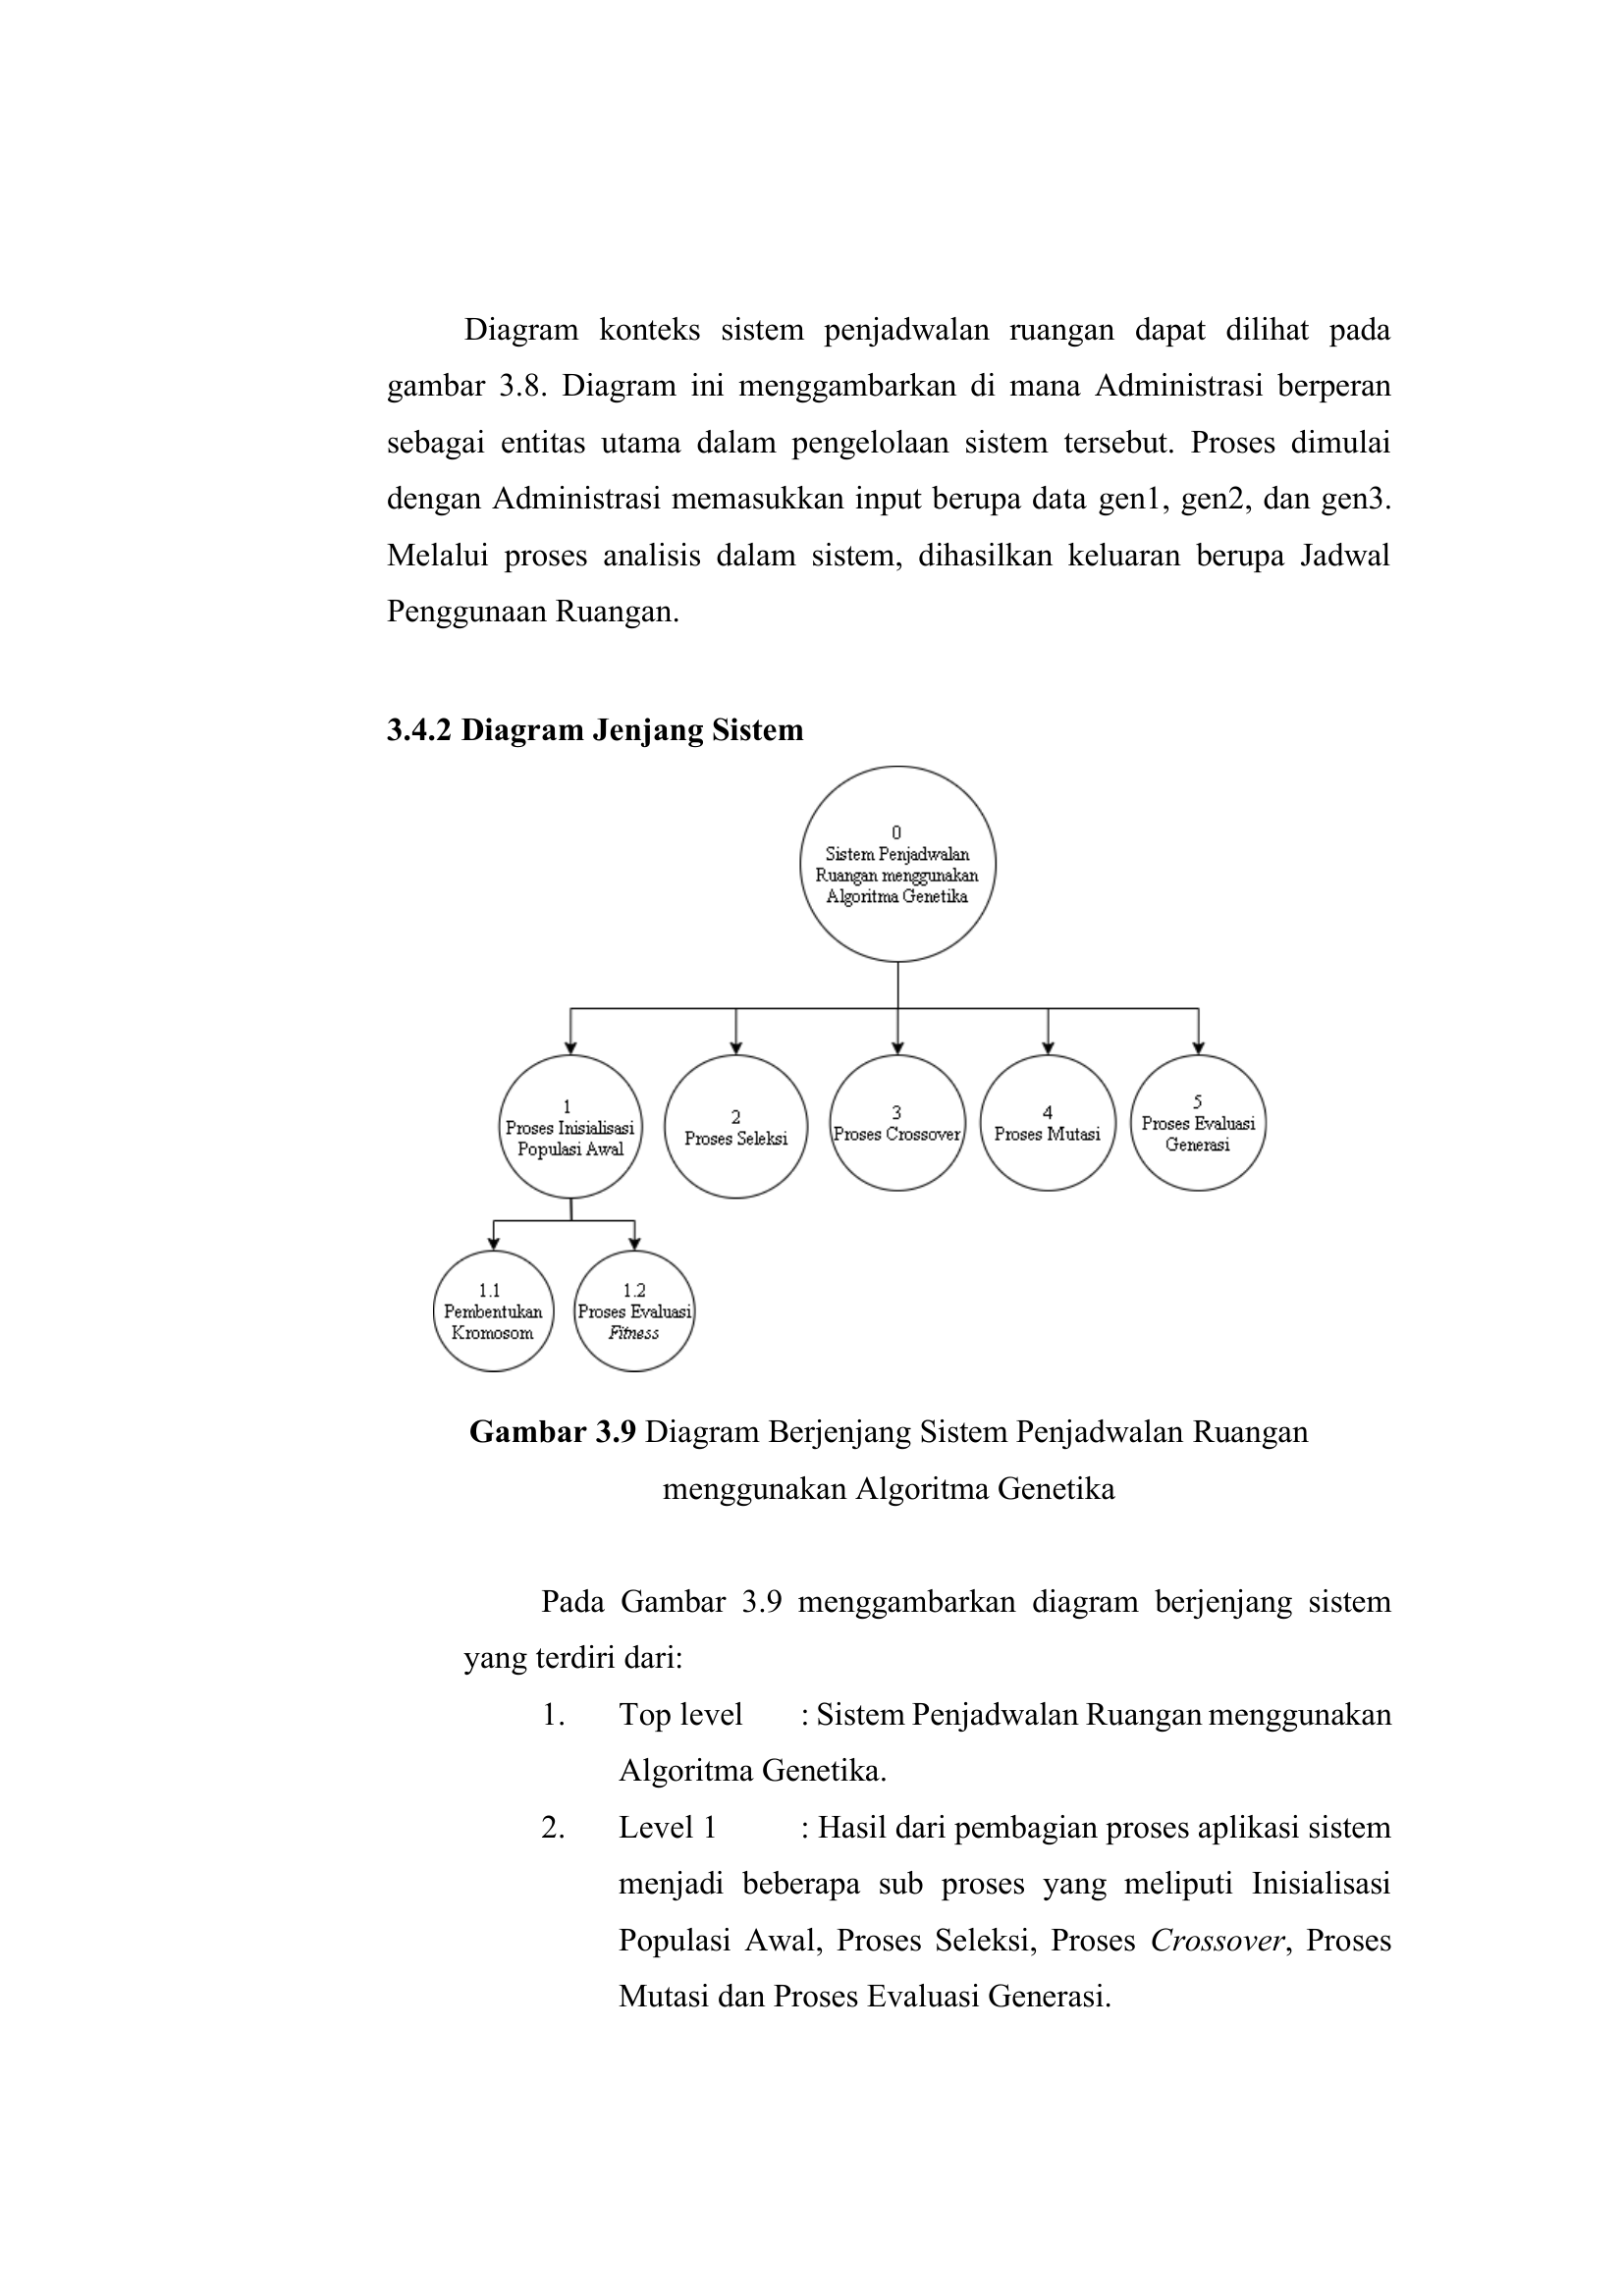 Diagram konteks sistem penjadwalan ruangan dapat dilihat pada
gambar 3.8. Diagram ini menggambarkan di mana Administrasi berperan
sebagai entitas utama dalam pengelolaan sistem tersebut. Proses dimulai
dengan Administrasi memasukkan input berupa data gen1, gen2, dan gen3.
Melalui proses analisis dalam sistem, dihasilkan keluaran berupa Jadwal
Penggunaan Ruangan.
3.4.2 Diagram Jenjang Sistem
0
Sistem Penjadwalan
Ruangan menggunakan
Algoritma Genetika
1
Proses Inisialisasi
Populasi Awal
2
Proses Seleksi
3
Proses Crossover
4
Proses Mutasi
5
Proses Evaluasi
Generasi
1.1
Pembentukan
Kromosom
1.2
Proses Evaluasi
Fitness
Gambar 3.9 Diagram Berjenjang Sistem Penjadwalan Ruangan
menggunakan Algoritma Genetika
Pada Gambar 3.9 menggambarkan diagram berjenjang sistem
yang terdiri dari:
1. Top level : Sistem Penjadwalan Ruangan menggunakan
Algoritma Genetika.
2. Level 1 : Hasil dari pembagian proses aplikasi sistem
menjadi beberapa sub proses yang meliputi Inisialisasi
Populasi Awal, Proses Seleksi, Proses Crossover, Proses
Mutasi dan Proses Evaluasi Generasi.